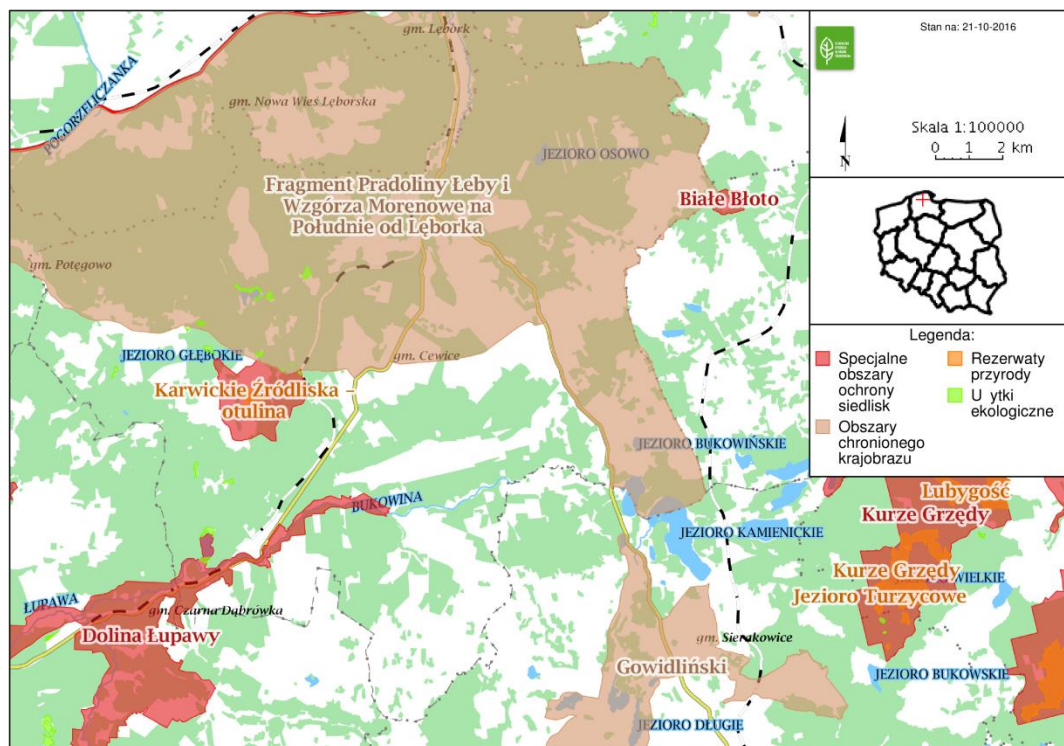 gm. Lębork
Stan na: 21-10-2016
POGORZELICZANKA
gm. Nowa Wieś Lęborska
Skala 1:100000
0 1 2 km
N
JEZIORO OSOWO
Fragment Pradoliny Łeby i
Wzgórza Morenowe na
Południe od Lęborka
Białe Błoto
gm. Potęgowo
JEZIORO GŁĘBOKIE
gm. Cewice
Karwickie Źródliska –
otulina
Legenda:
Specjalne
obszary
ochrony
siedlisk
Obszary
chronionego
krajobrazu
Rezerwaty
przyrody
U ytki
ekologiczne
JEZIORO BUKOWIŃSKIE
BUKOWINA
Łubygość
Kurze Grzędy
JEZIORO KAMIENICKIE
Kurze Grzędy
WIELKIE
Jezioro Turzycowe
ŁUPAWA
gm. Czarna Dąbrówka
Dolina Łupawy
gm. Sierakowice
Gowidliński
JEZIORO BUKOWSKIE
JEZIORO DŁUGIE